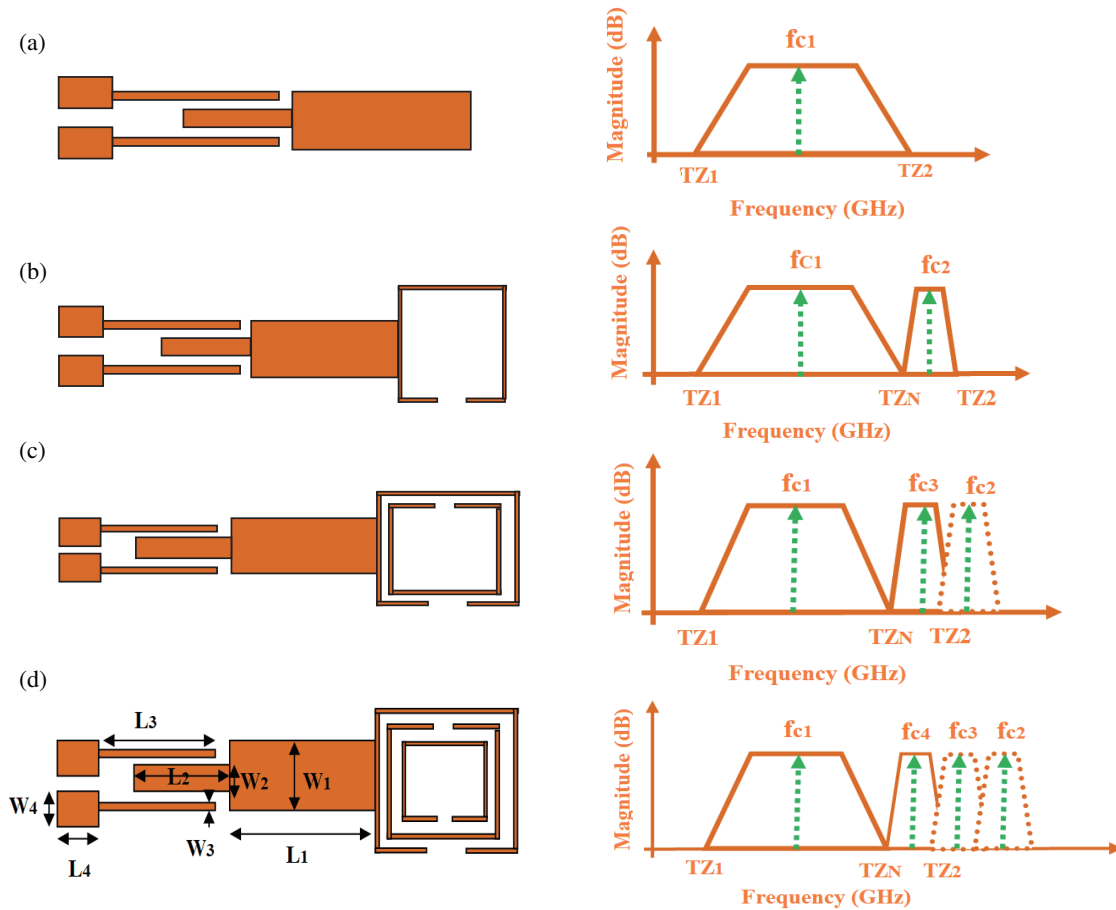 (a)
Magnitude (dB)
fC1
TZ1
TZ2
Frequency (GHz)
(b)
Magnitude (dB)
fC1
fC2
TZ1
TZN
TZ2
Frequency (GHz)
(c)
Magnitude (dB)
fc1
fc3
fc2
TZ1
TZN
TZ2
Frequency (GHz)
(d)
L3
L2
W2
W1
W4
W3
L4
L1
Magnitude (dB)
fc1
fc4
fc3
fc2
TZ1
TZN
TZ2
Frequency (GHz)